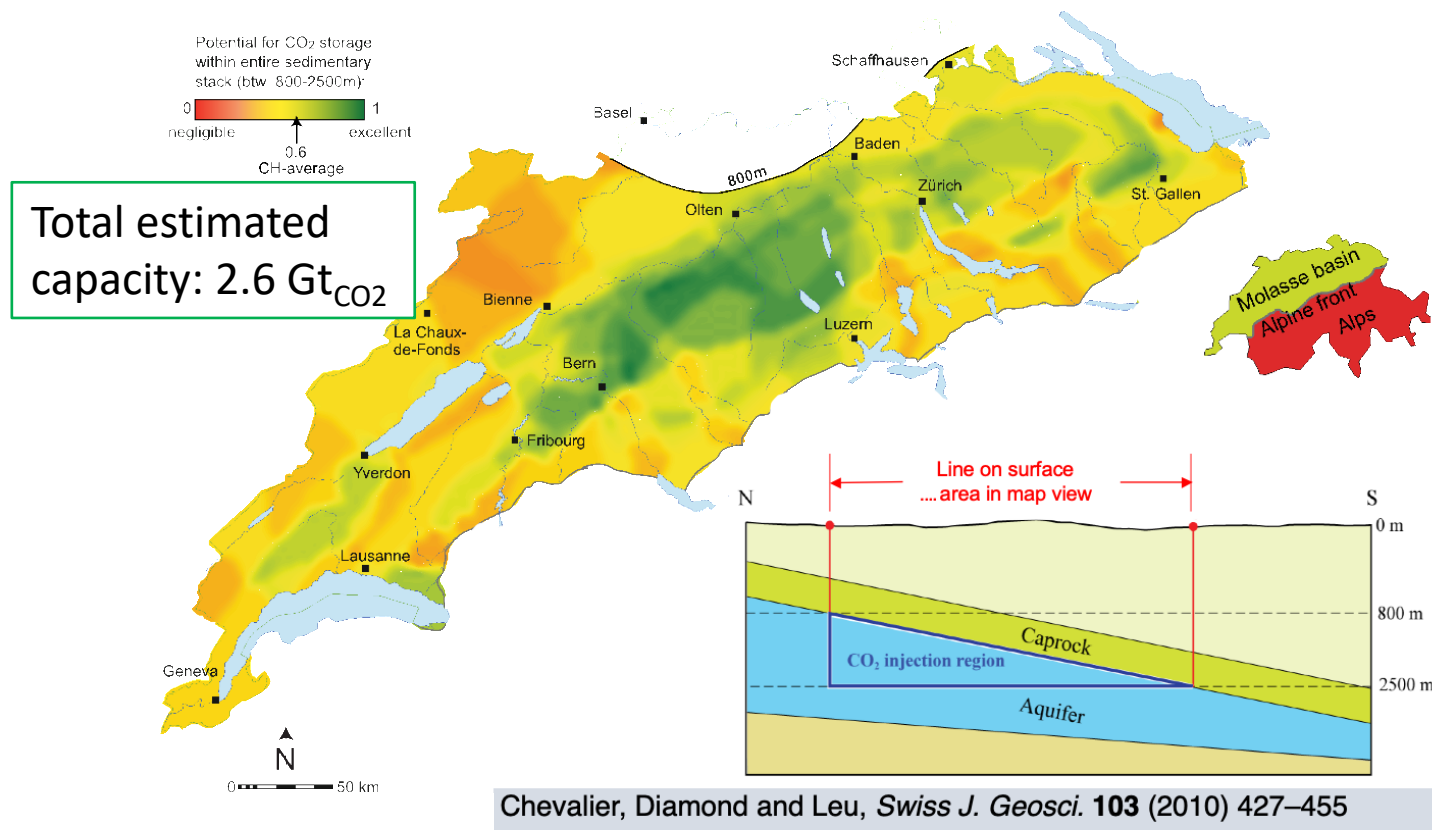 Potential for CO₂ storage
within entire sedimentary
stack (btw 800-2500m):
0
1
negligible
excellent
0.6
CH-average
Total estimated
capacity: 2.6 Gt_CO2
Schaffhausen
Basel
800m
Baden
Zürich
St. Gallen
Olten
Bienne
La Chaux-
de-Fonds
Luzern
Bern
Fribourg
Yverdon
Lausanne
Geneva
N
0
50 km
Molasse basin
Alpine front
Alps
Line on surface
.... area in map view
N
S
0 m
800 m
Caprock
CO₂ injection region
2500 m
Aquifer
Chevalier, Diamond and Leu, Swiss J. Geosci. 103 (2010) 427–455